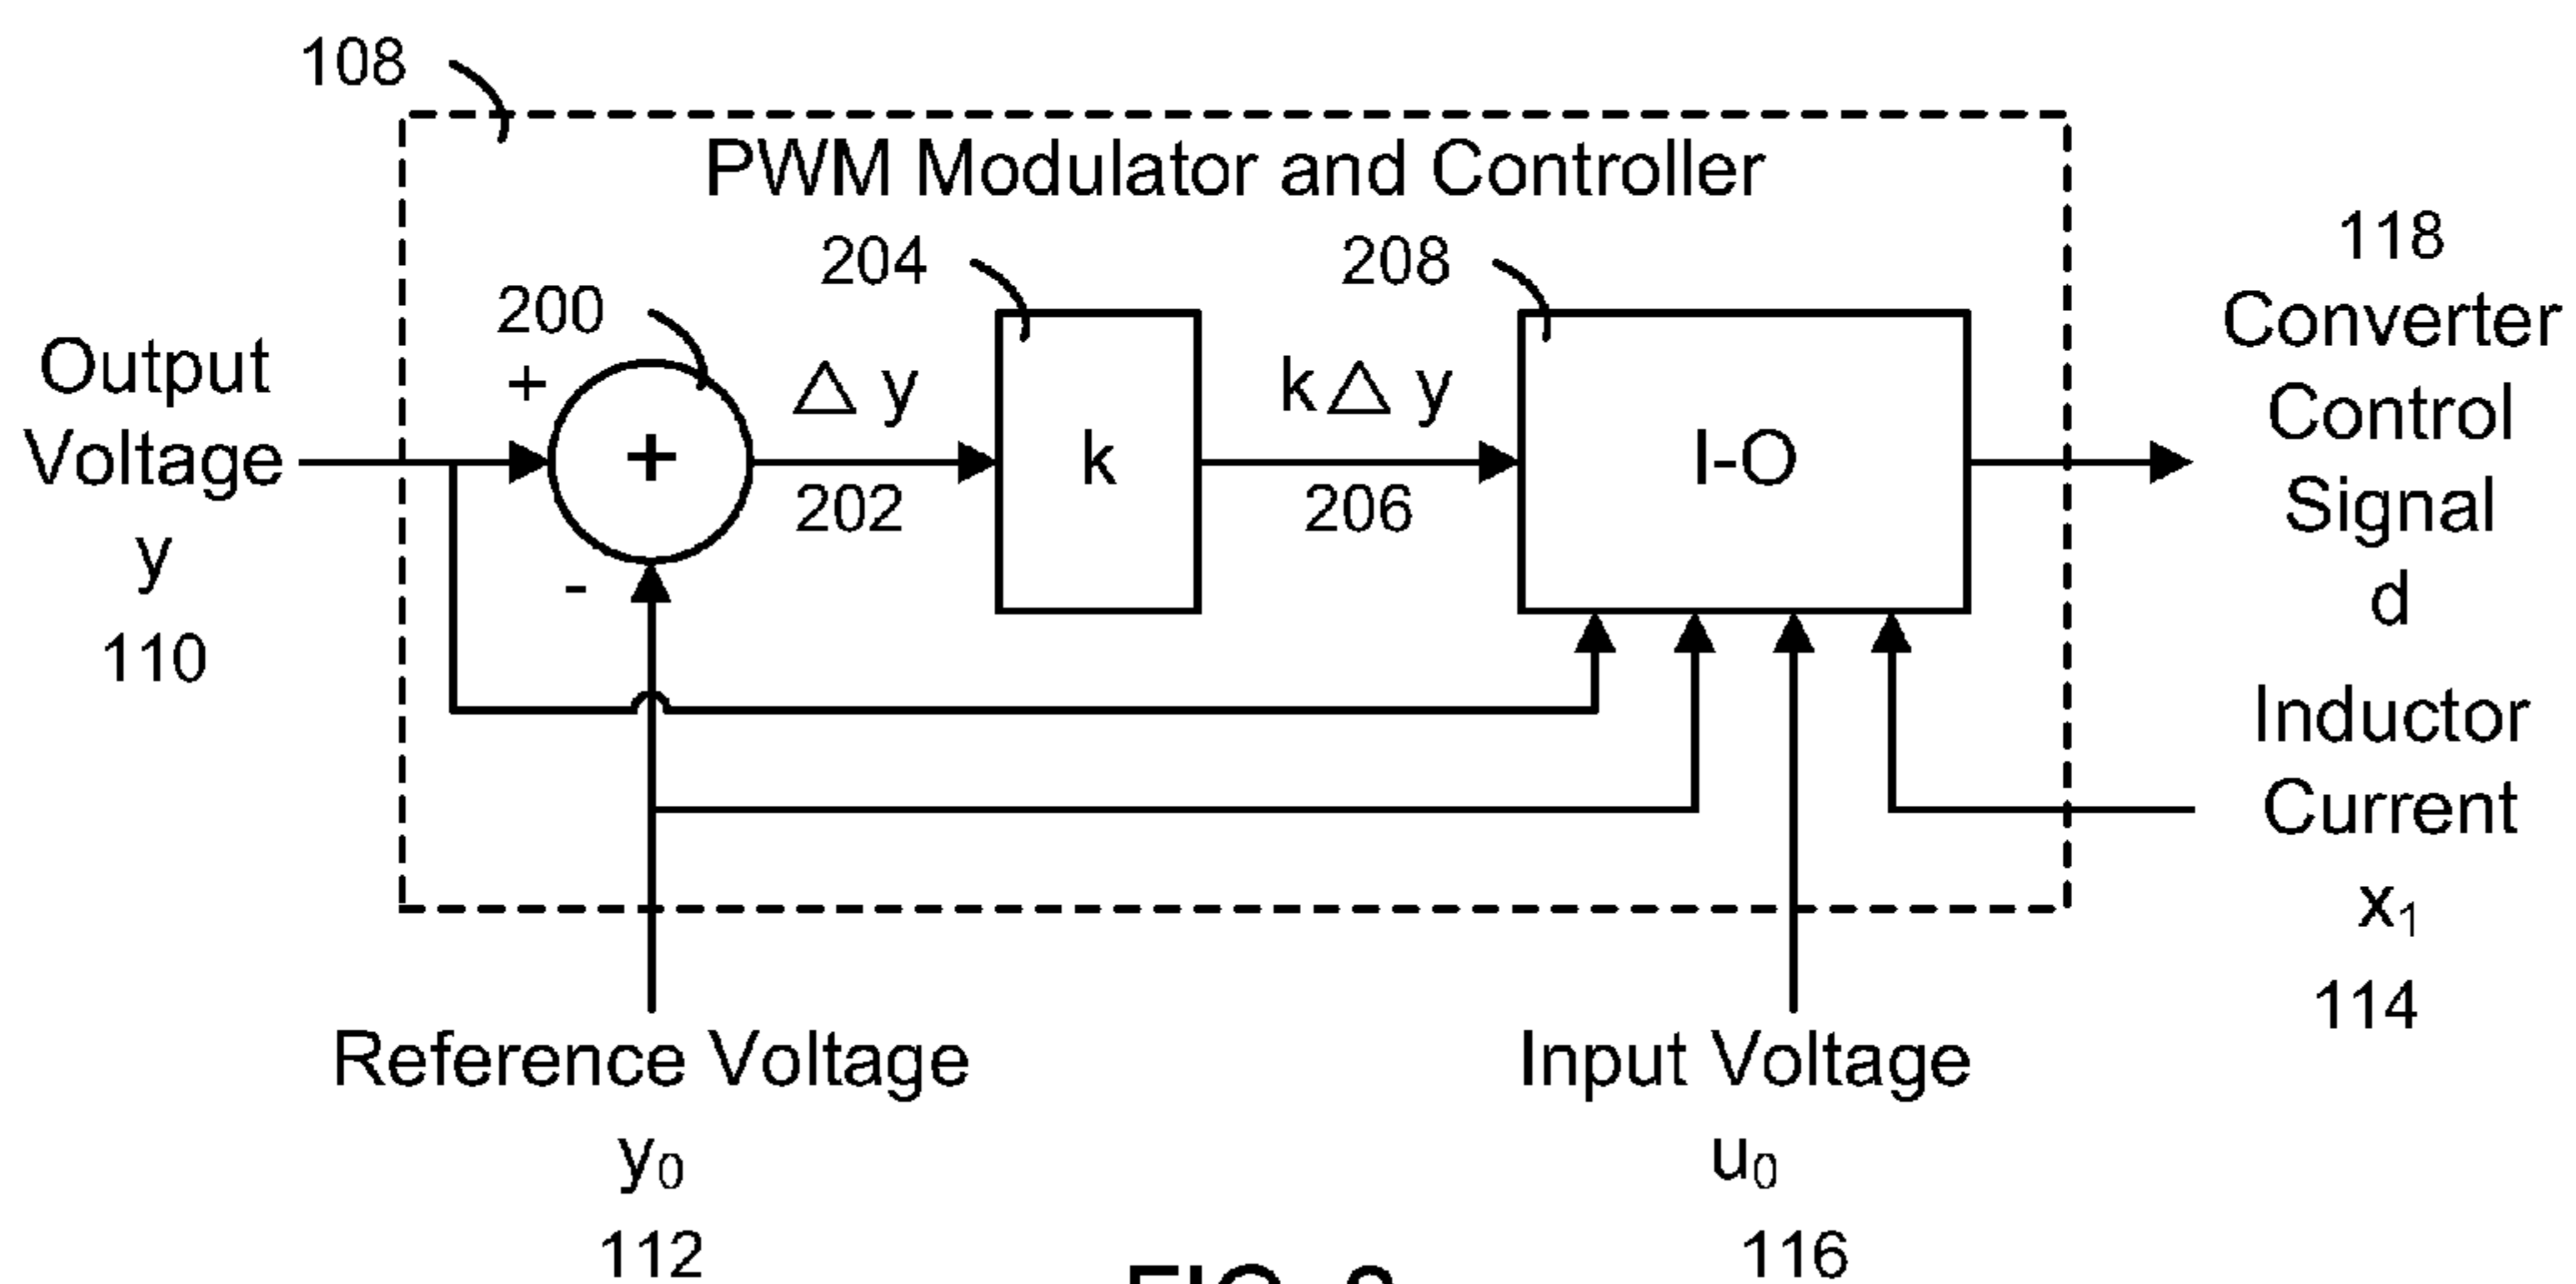 108
PWM Modulator and Controller
204
208
200
118
Converter
Control
Signal
d
Output
Voltage
y
110
+
+
-
△ y
202
k
k△ y
206
I-O
Inductor
Current
x₁
114
Reference Voltage
y₀
112
Input Voltage
u₀
116